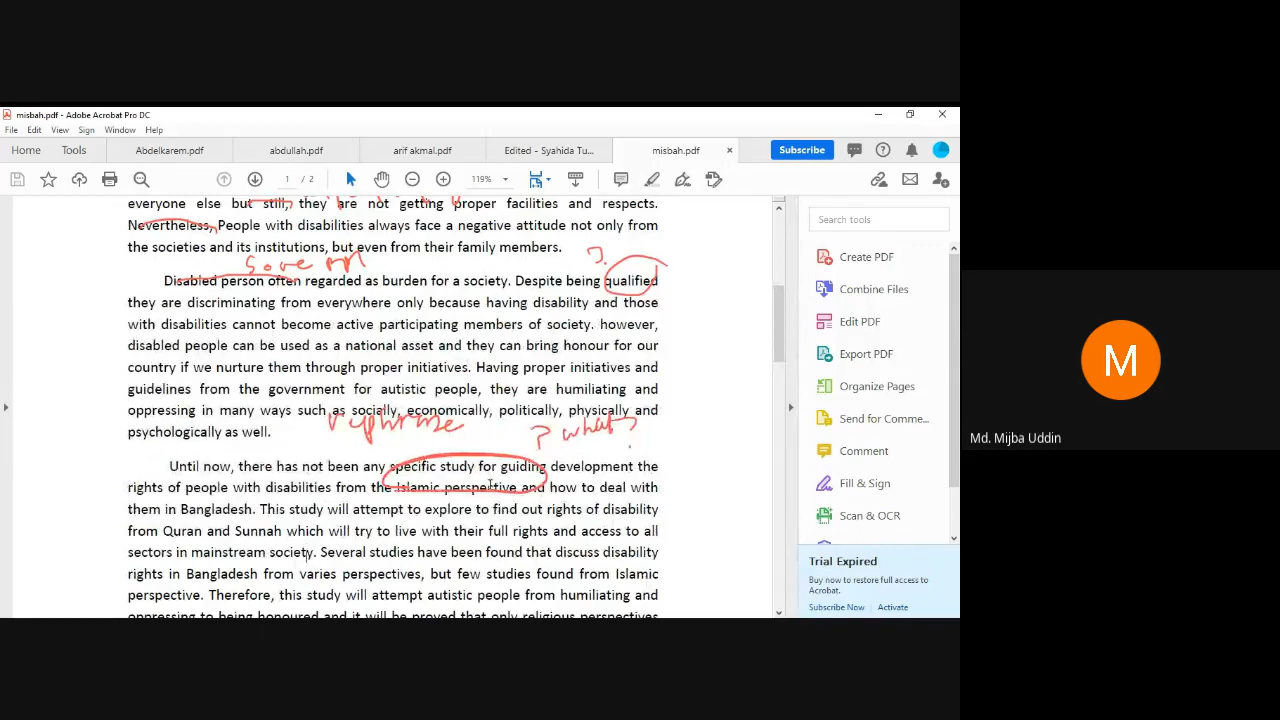 misbah.pdf - Adobe Acrobat Pro DC
File Edit View Sign Window Help
Home Tools Abdelkarem.pdf abdullah.pdf arif akmal.pdf Edited - Syahida Tu... misbah.pdf × Subscribe
1 / 2 119%
everyone else but still, they are not getting proper facilities and respects.
Nevertheless, People with disabilities always face a negative attitude not only from
the societies and its institutions, but even from their family members.
?
Disabled person often regarded as burden for a society. Despite being qualified
they are discriminating from everywhere only because having disability and those
with disabilities cannot become active participating members of society. however,
disabled people can be used as a national asset and they can bring honour for our
country if we nurture them through proper initiatives. Having proper initiatives and
guidelines from the government for autistic people, they are humiliating and
oppressing in many ways such as socially, economically, politically, physically and
rephrase ? what?
psychologically as well.
Until now, there has not been any specific study for guiding development the
rights of people with disabilities from the Islamic perspective and how to deal with
them in Bangladesh. This study will attempt to explore to find out rights of disability
from Quran and Sunnah which will try to live with their full rights and access to all
sectors in mainstream society. Several studies have been found that discuss disability
rights in Bangladesh from varies perspectives, but few studies found from Islamic
perspective. Therefore, this study will attempt autistic people from humiliating and
oppressing to being honoured and it will be proved that only religious perspectives
Search tools
Create PDF
Combine Files
Edit PDF
Export PDF
Organize Pages
Send for Comme...
Comment
Fill & Sign
Scan & OCR
Trial Expired
Buy now to restore full access to
Acrobat.
Subscribe Now Activate
M
Md. Mijba Uddin